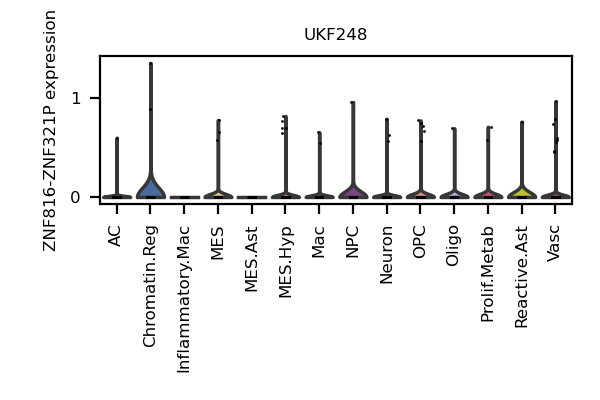 UKF248
ZNF816-ZNF321P expression
1
0
AC
Chromatin.Reg
Inflammatory.Mac
MES
MES.Ast
MES.Hyp
Mac
NPC
Neuron
OPC
Oligo
Prolif.Metab
Reactive.Ast
Vasc